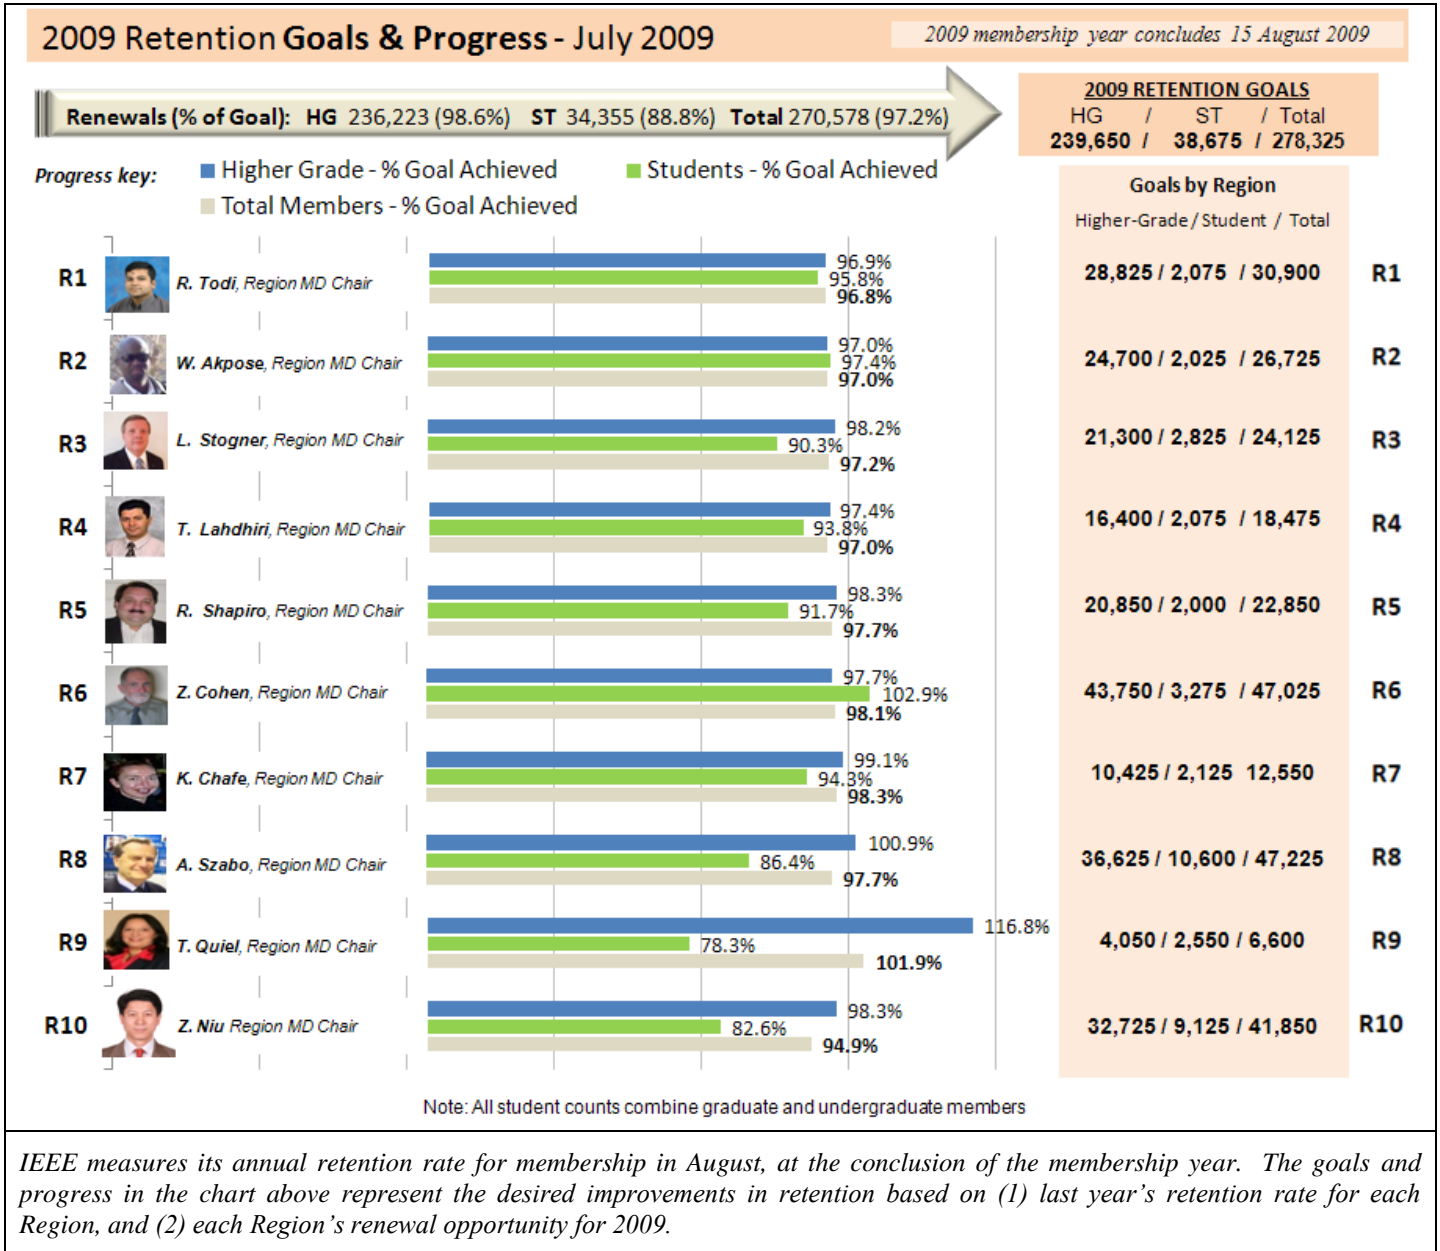 2009 Retention Goals & Progress - July 2009
2009 membership year concludes 15 August 2009
Renewals (% of Goal): HG 236,223 (98.6%) ST 34,355 (88.8%) Total 270,578 (97.2%)
2009 RETENTION GOALS
HG / ST / Total
239,650 / 38,675 / 278,325
Progress key:
Higher Grade - % Goal Achieved
Students - % Goal Achieved
Total Members - % Goal Achieved
Goals by Region
Higher-Grade / Student / Total
R1
R. Todi, Region MD Chair
96.9%
95.8%
96.8%
28,825 / 2,075 / 30,900
R1
R2
W. Akpose, Region MD Chair
97.0%
97.4%
97.0%
24,700 / 2,025 / 26,725
R2
R3
L. Stogner, Region MD Chair
98.2%
90.3%
97.2%
21,300 / 2,825 / 24,125
R3
R4
T. Lahdhiri, Region MD Chair
97.4%
93.8%
97.0%
16,400 / 2,075 / 18,475
R4
R5
R. Shapiro, Region MD Chair
98.3%
91.7%
97.7%
20,850 / 2,000 / 22,850
R5
R6
Z. Cohen, Region MD Chair
97.7%
102.9%
98.1%
43,750 / 3,275 / 47,025
R6
R7
K. Chafe, Region MD Chair
99.1%
94.3%
98.3%
10,425 / 2,125 12,550
R7
R8
A. Szabo, Region MD Chair
100.9%
86.4%
97.7%
36,625 / 10,600 / 47,225
R8
R9
T. Quiel, Region MD Chair
116.8%
78.3%
101.9%
4,050 / 2,550 / 6,600
R9
R10
Z. Niu Region MD Chair
98.3%
82.6%
94.9%
32,725 / 9,125 / 41,850
R10
Note: All student counts combine graduate and undergraduate members
IEEE measures its annual retention rate for membership in August, at the conclusion of the membership year. The goals and
progress in the chart above represent the desired improvements in retention based on (1) last year's retention rate for each
Region, and (2) each Region's renewal opportunity for 2009.